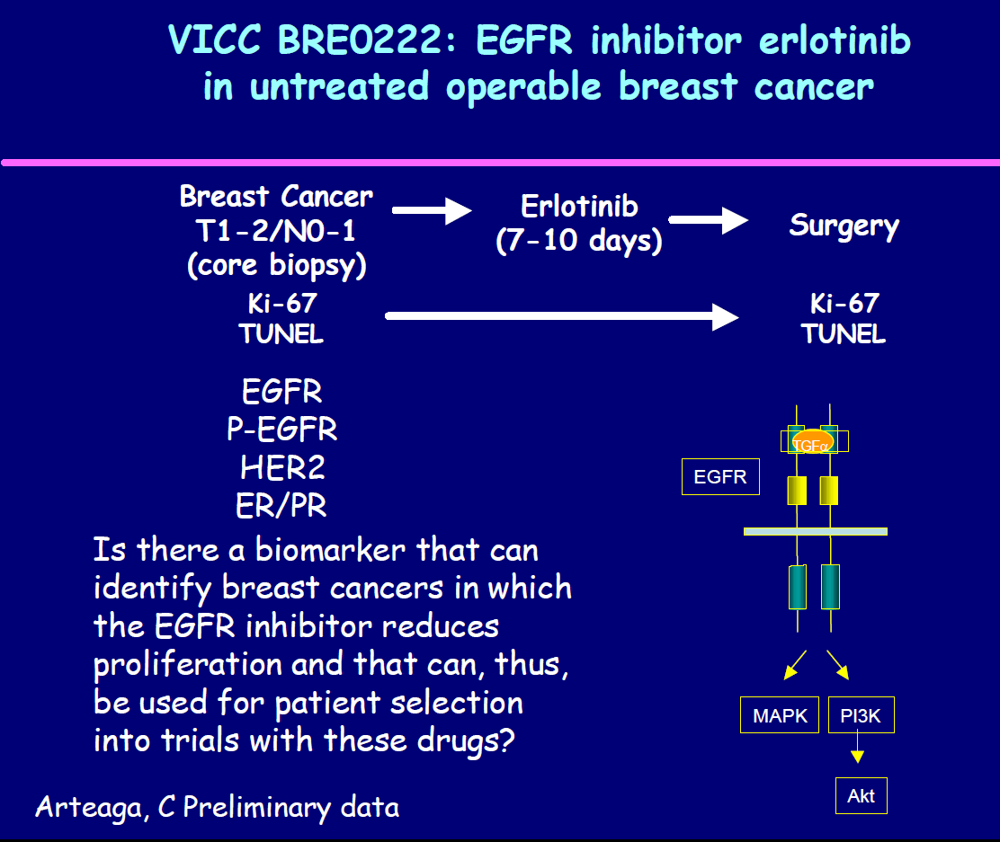 VICC BRE0222: EGFR inhibitor erlotinib
in untreated operable breast cancer
Breast Cancer
T1-2/N0-1
(core biopsy)
Erlotinib
(7-10 days)
Surgery
Ki-67
TUNEL
Ki-67
TUNEL
EGFR
P-EGFR
HER2
ER/PR
Is there a biomarker that can
identify breast cancers in which
the EGFR inhibitor reduces
proliferation and that can, thus,
be used for patient selection
into trials with these drugs?
TGFα
EGFR
MAPK
PI3K
Akt
Arteaga, C Preliminary data